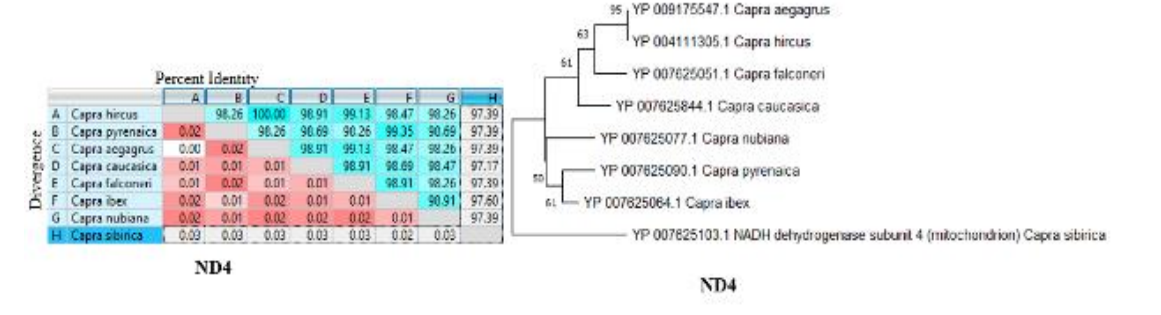 Percent Identity
A B C D E F G H
A Capra hircus 98.26 100.00 98.91 99.13 98.47 98.26 97.39
B Capra pyrenaica 0.02 98.26 98.69 98.26 99.35 98.69 97.39
C Capra aegagrus 0.00 0.02 98.91 99.13 98.47 98.26 97.39
D Capra caucasica 0.01 0.01 0.01 98.91 98.69 98.47 97.17
E Capra falconeri 0.01 0.02 0.01 0.01 98.91 98.26 97.39
F Capra ibex 0.02 0.01 0.02 0.01 0.01 98.91 97.60
G Capra nubiana 0.02 0.01 0.02 0.02 0.02 0.01 97.39
H Capra sibirica 0.03 0.03 0.03 0.03 0.03 0.02 0.03
Divergence
ND4
95 YP 009175547.1 Capra aegagrus
63 YP 004111305.1 Capra hircus
61 YP 007625051.1 Capra falconeri
YP 007625844.1 Capra caucasica
YP 007625077.1 Capra nubiana
50 YP 007625090.1 Capra pyrenaica
61 YP 007625064.1 Capra ibex
YP 007625103.1 NADH dehydrogenase subunit 4 (mitochondrion) Capra sibirica
ND4